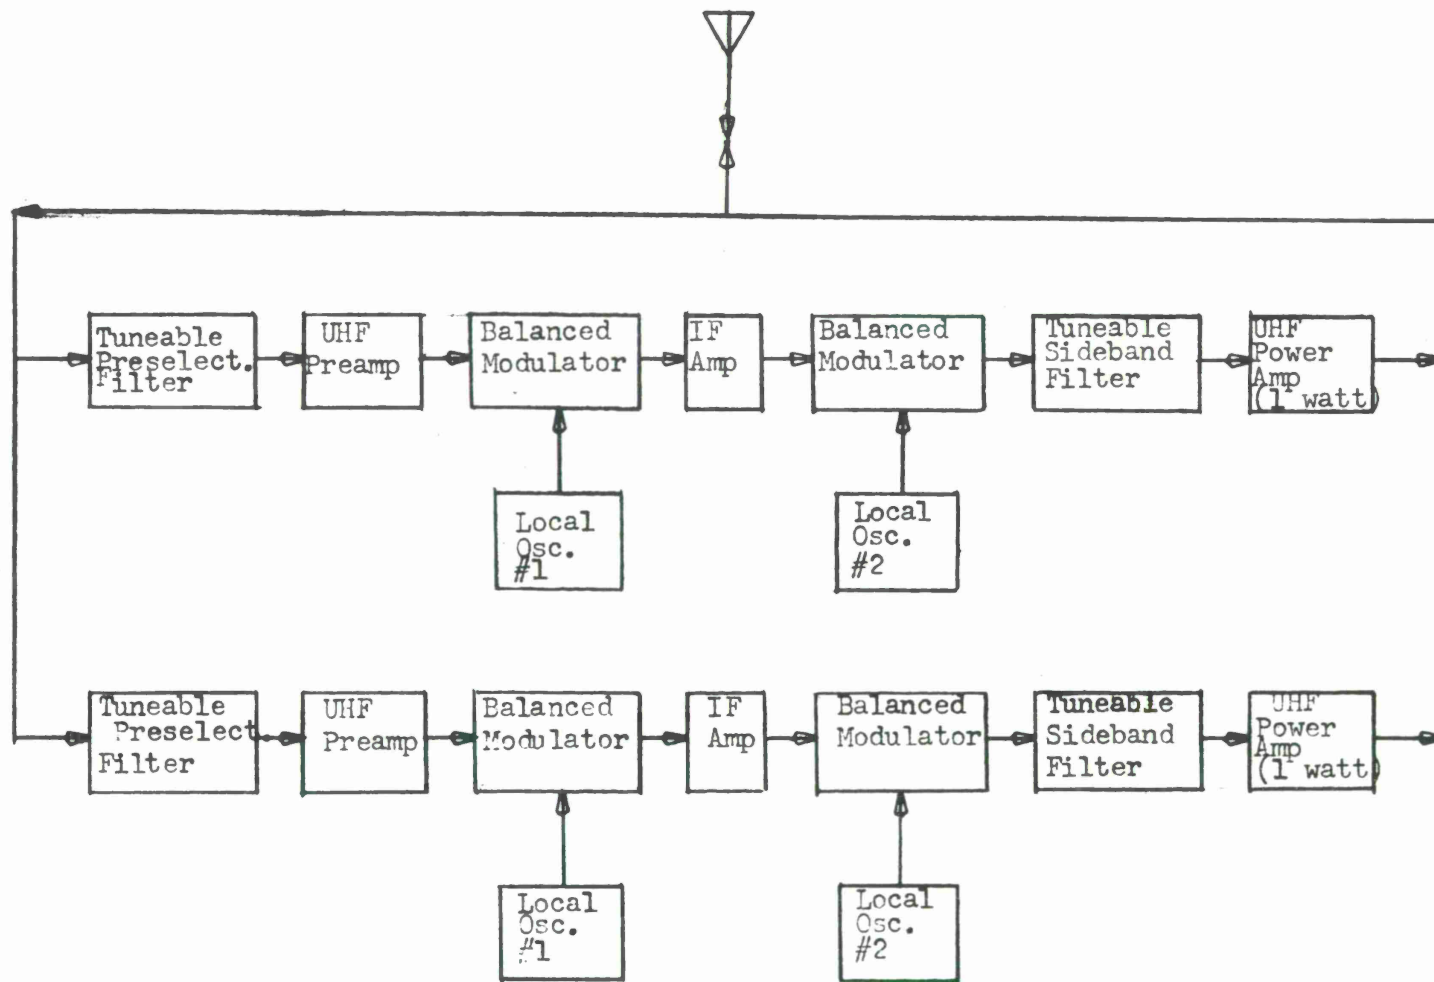 Tuneable
Preselect.
Filter
UHF
Preamp
Balanced
Modulator
IF
Amp
Balanced
Modulator
Tuneable
Sideband
Filter
UHF
Power
Amp
(1 watt)
Local
Osc.
#1
Local
Osc.
#2
Tuneable
Preselect.
Filter
UHF
Preamp
Balanced
Modulator
IF
Amp
Balanced
Modulator
Tuneable
Sideband
Filter
UHF
Power
Amp
(1 watt)
Local
Osc.
#1
Local
Osc.
#2